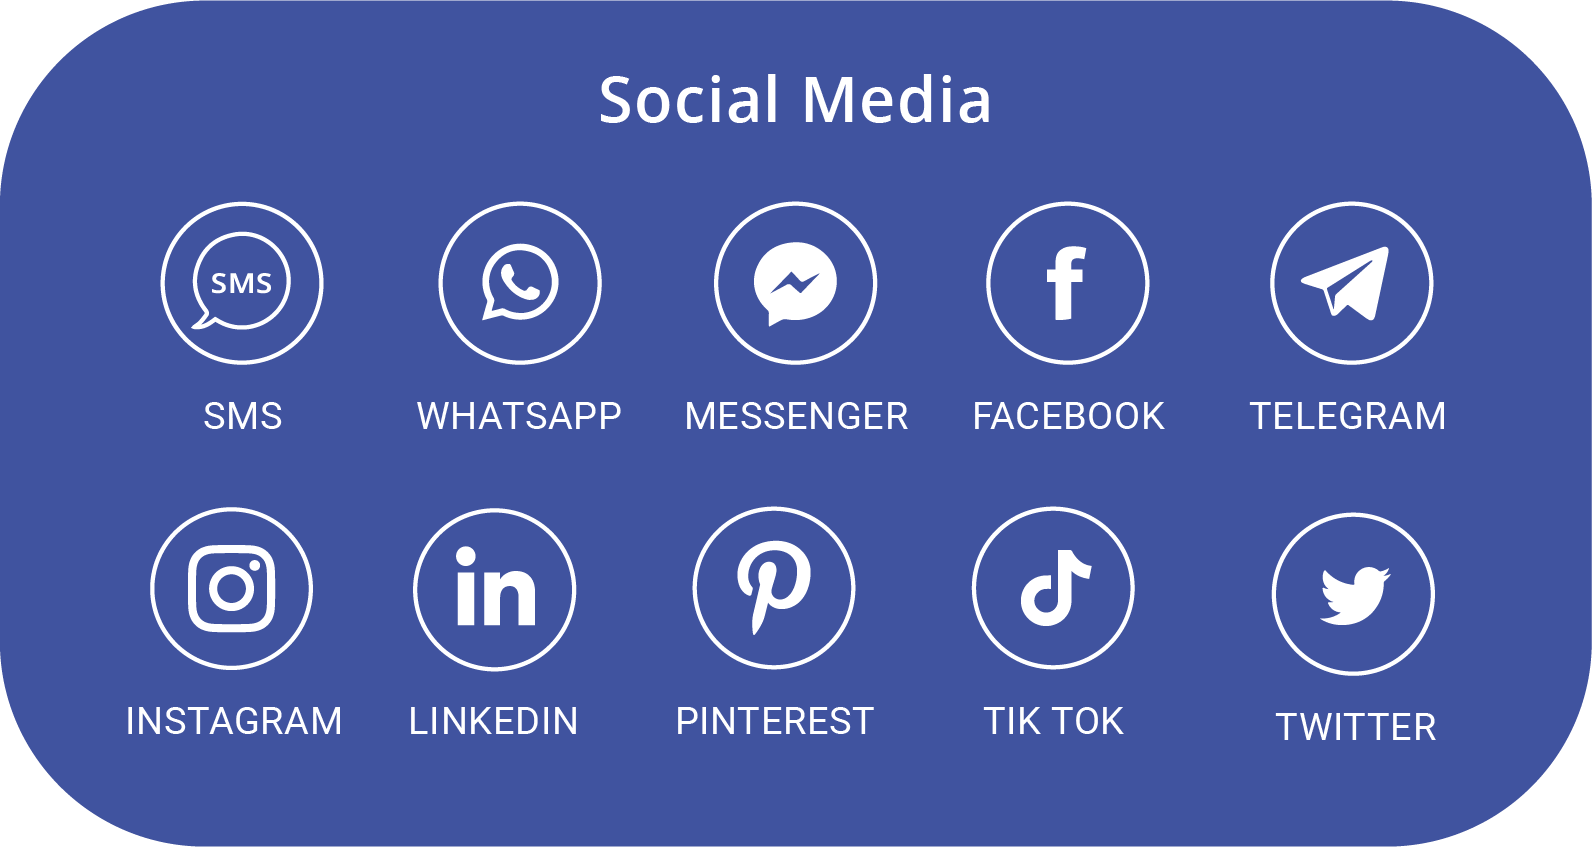 Social Media
SMS
SMS
WHATSAPP
MESSENGER
FACEBOOK
TELEGRAM
INSTAGRAM
LINKEDIN
PINTEREST
TIK TOK
TWITTER